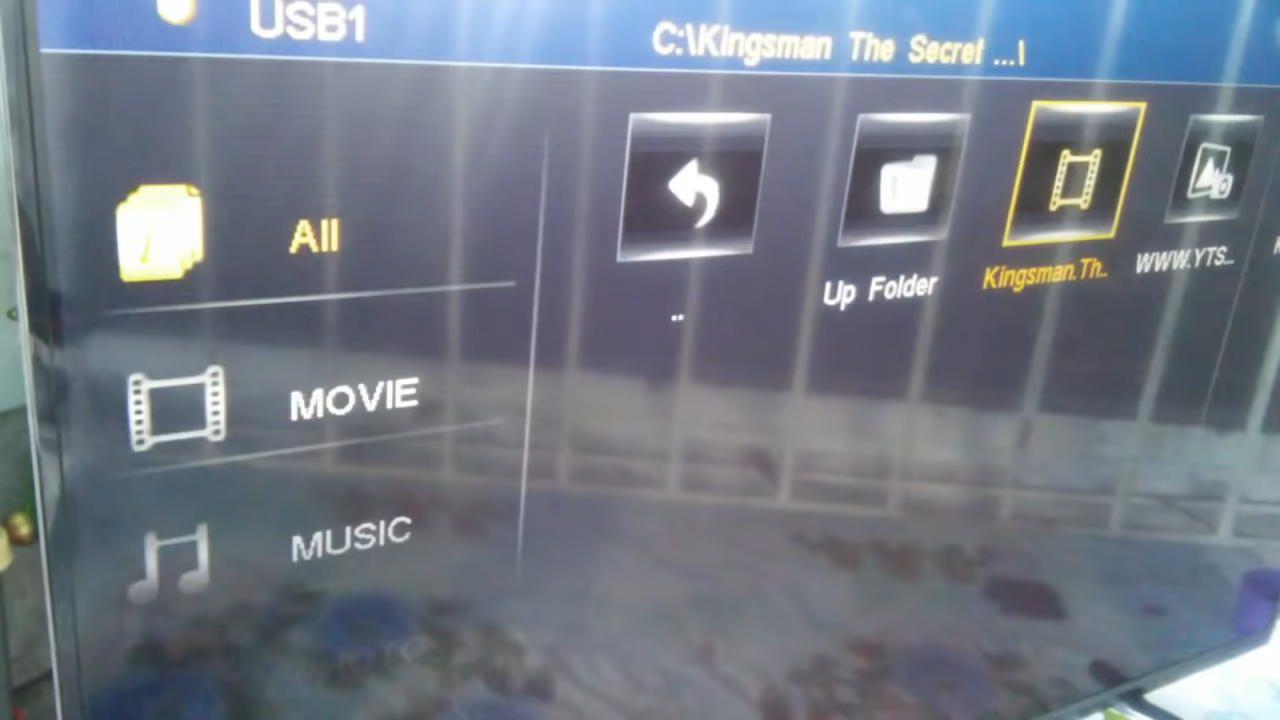 USB1
C:\Kingsman The Secret ...\
All
MOVIE
MUSIC
..
Up Folder
Kingsman.Th..
WWW.YTS...